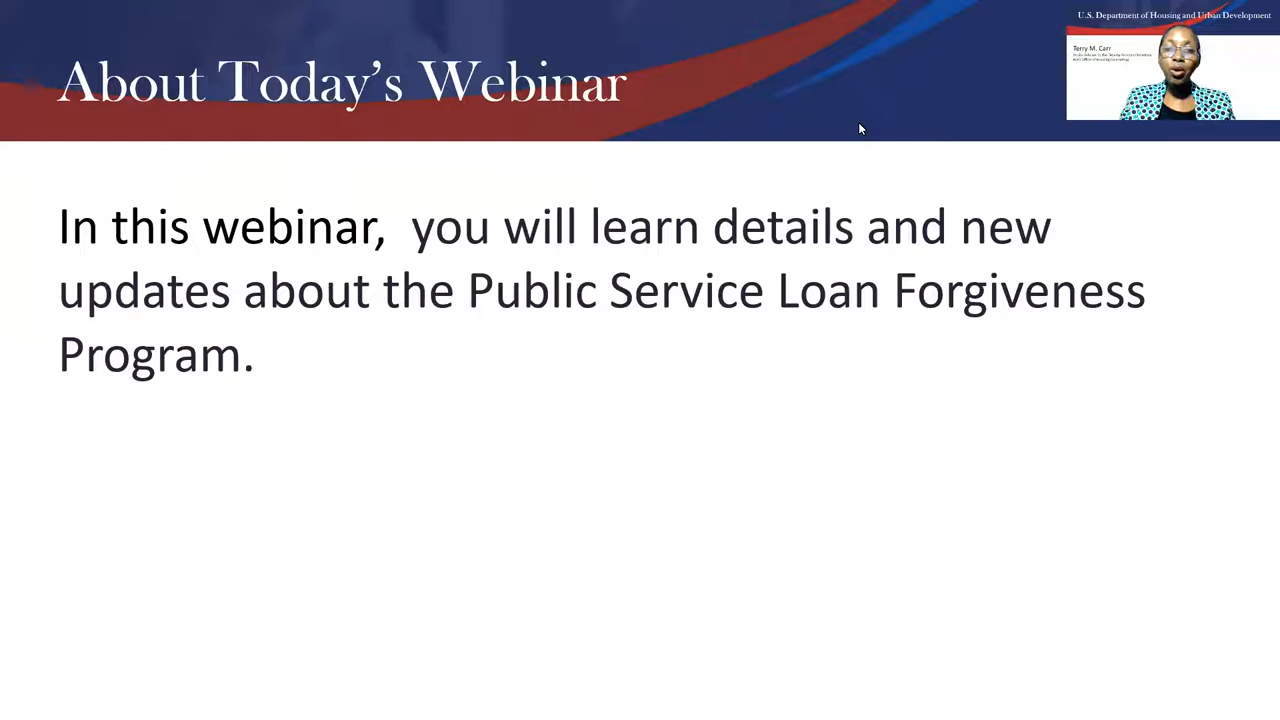 U.S. Department of Housing and Urban Development
About Today's Webinar
Terry M. Carr
In this webinar,  you will learn details and new
updates about the Public Service Loan Forgiveness
Program.